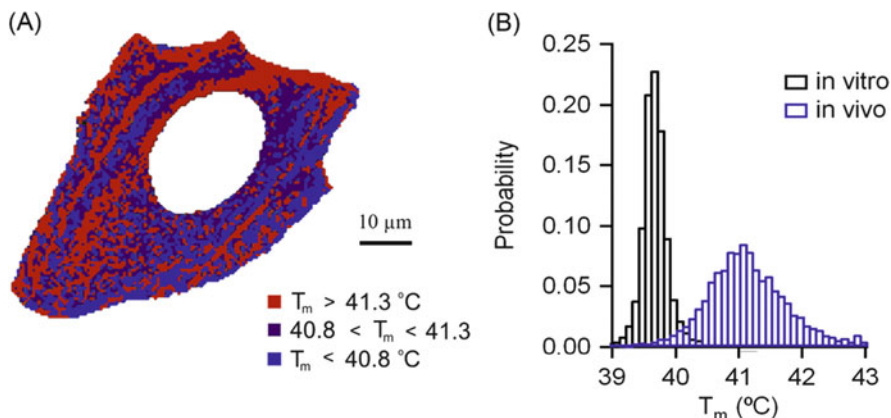 (A)
10 μm
Tm > 41.3 °C
40.8 < Tm < 41.3
Tm < 40.8 °C
(B)
Probability
0.25
0.20
0.15
0.10
0.05
0.00
in vitro
in vivo
39 40 41 42 43
Tm (ºC)